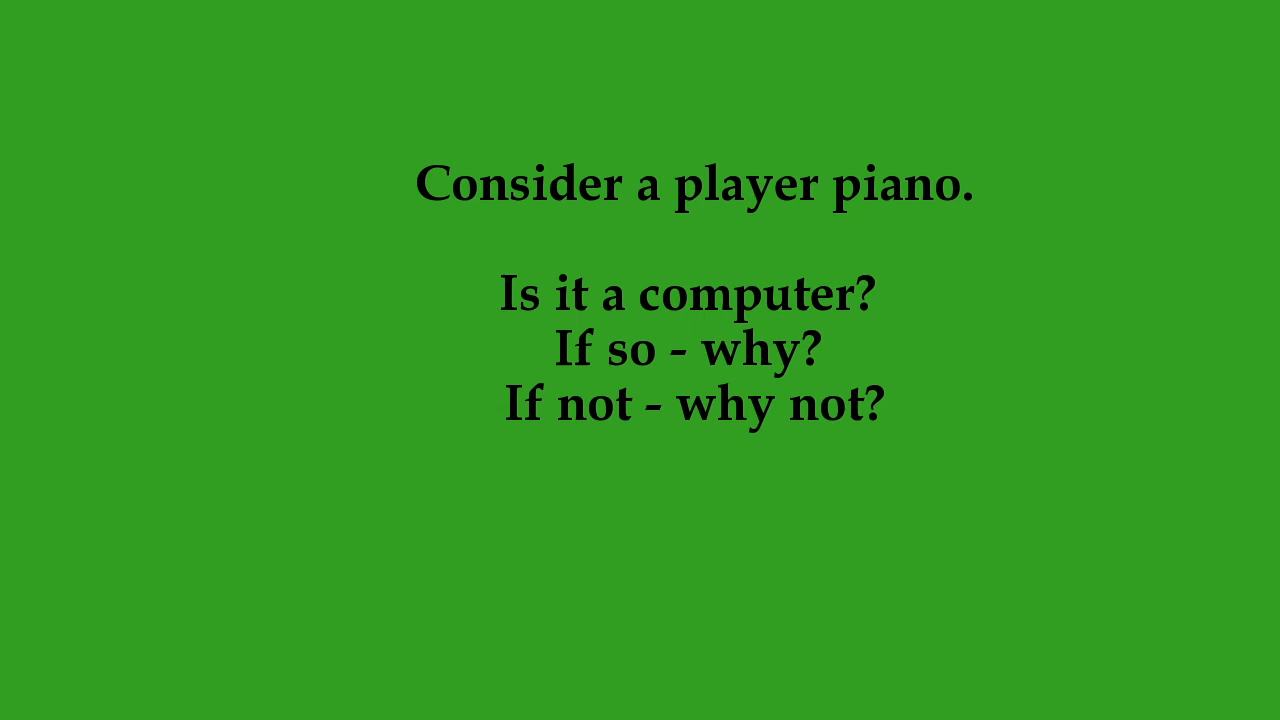 Consider a player piano.
Is it a computer?
If so - why?
If not - why not?